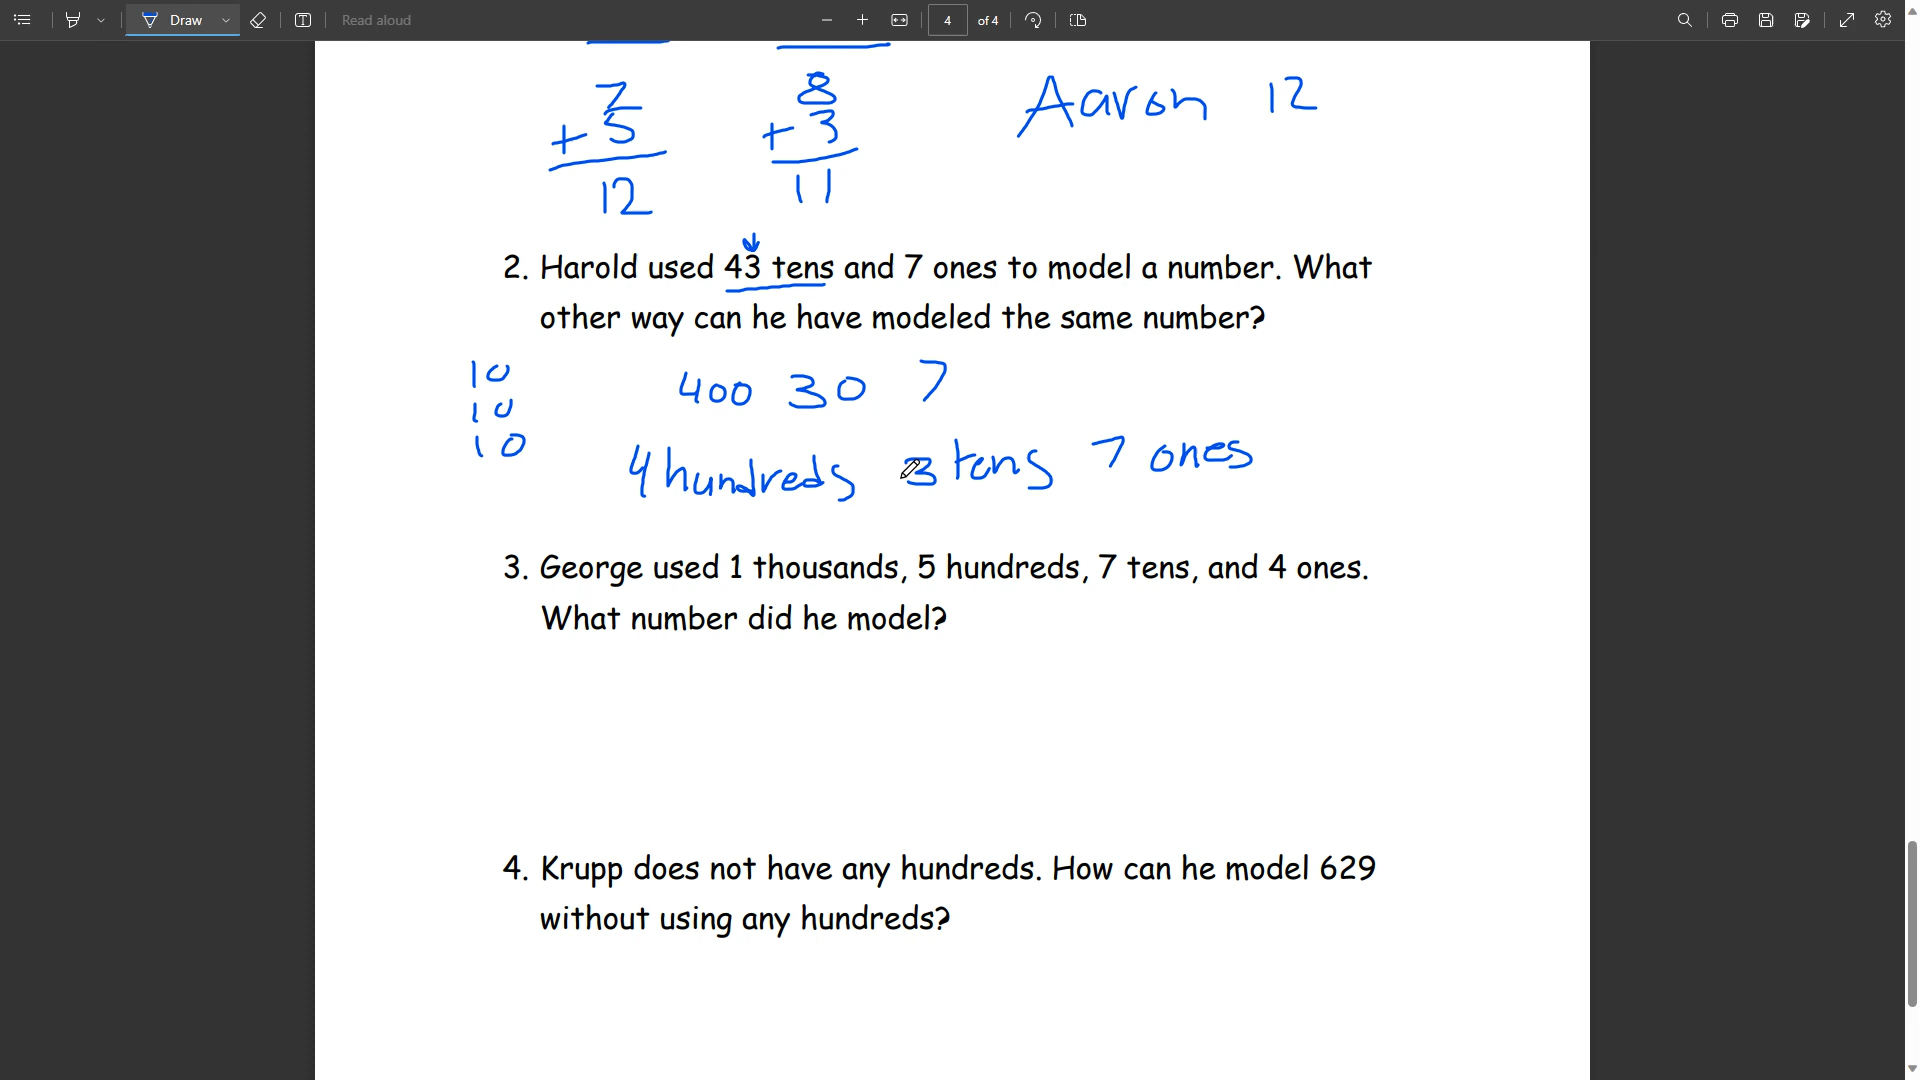 Draw
Read aloud
4 of 4
7 8
+ 5 + 3 Aaron 12
12 11
2. Harold used 43 tens and 7 ones to model a number. What
other way can he have modeled the same number?
10
10
10
400 30 7
4 hundreds 3 tens 7 ones
3. George used 1 thousands, 5 hundreds, 7 tens, and 4 ones.
What number did he model?
4. Krupp does not have any hundreds. How can he model 629
without using any hundreds?